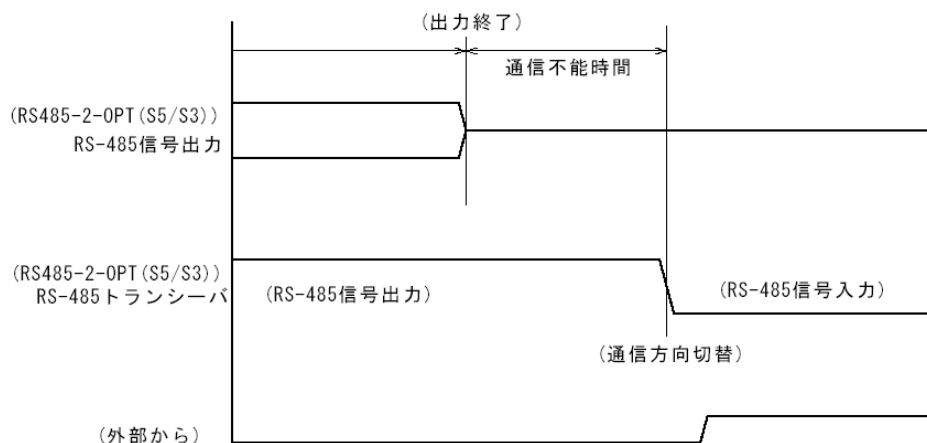 (出力終了)
通信不能時間
(RS485-2-OPT(S5/S3))
RS-485信号出力
(RS485-2-OPT(S5/S3))
RS-485トランシーバ
(RS-485信号出力)
(RS-485信号入力)
(通信方向切替)
(外部から)